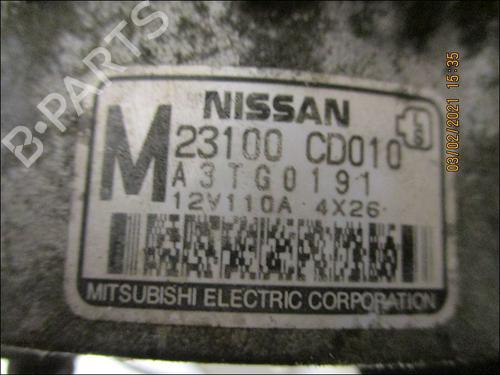 B-PARTS
NISSAN
M 23100 CD010
A3TG0191
12V110A 4X26
MITSUBISHI ELECTRIC CORPORATION
03/02/2021 15:35